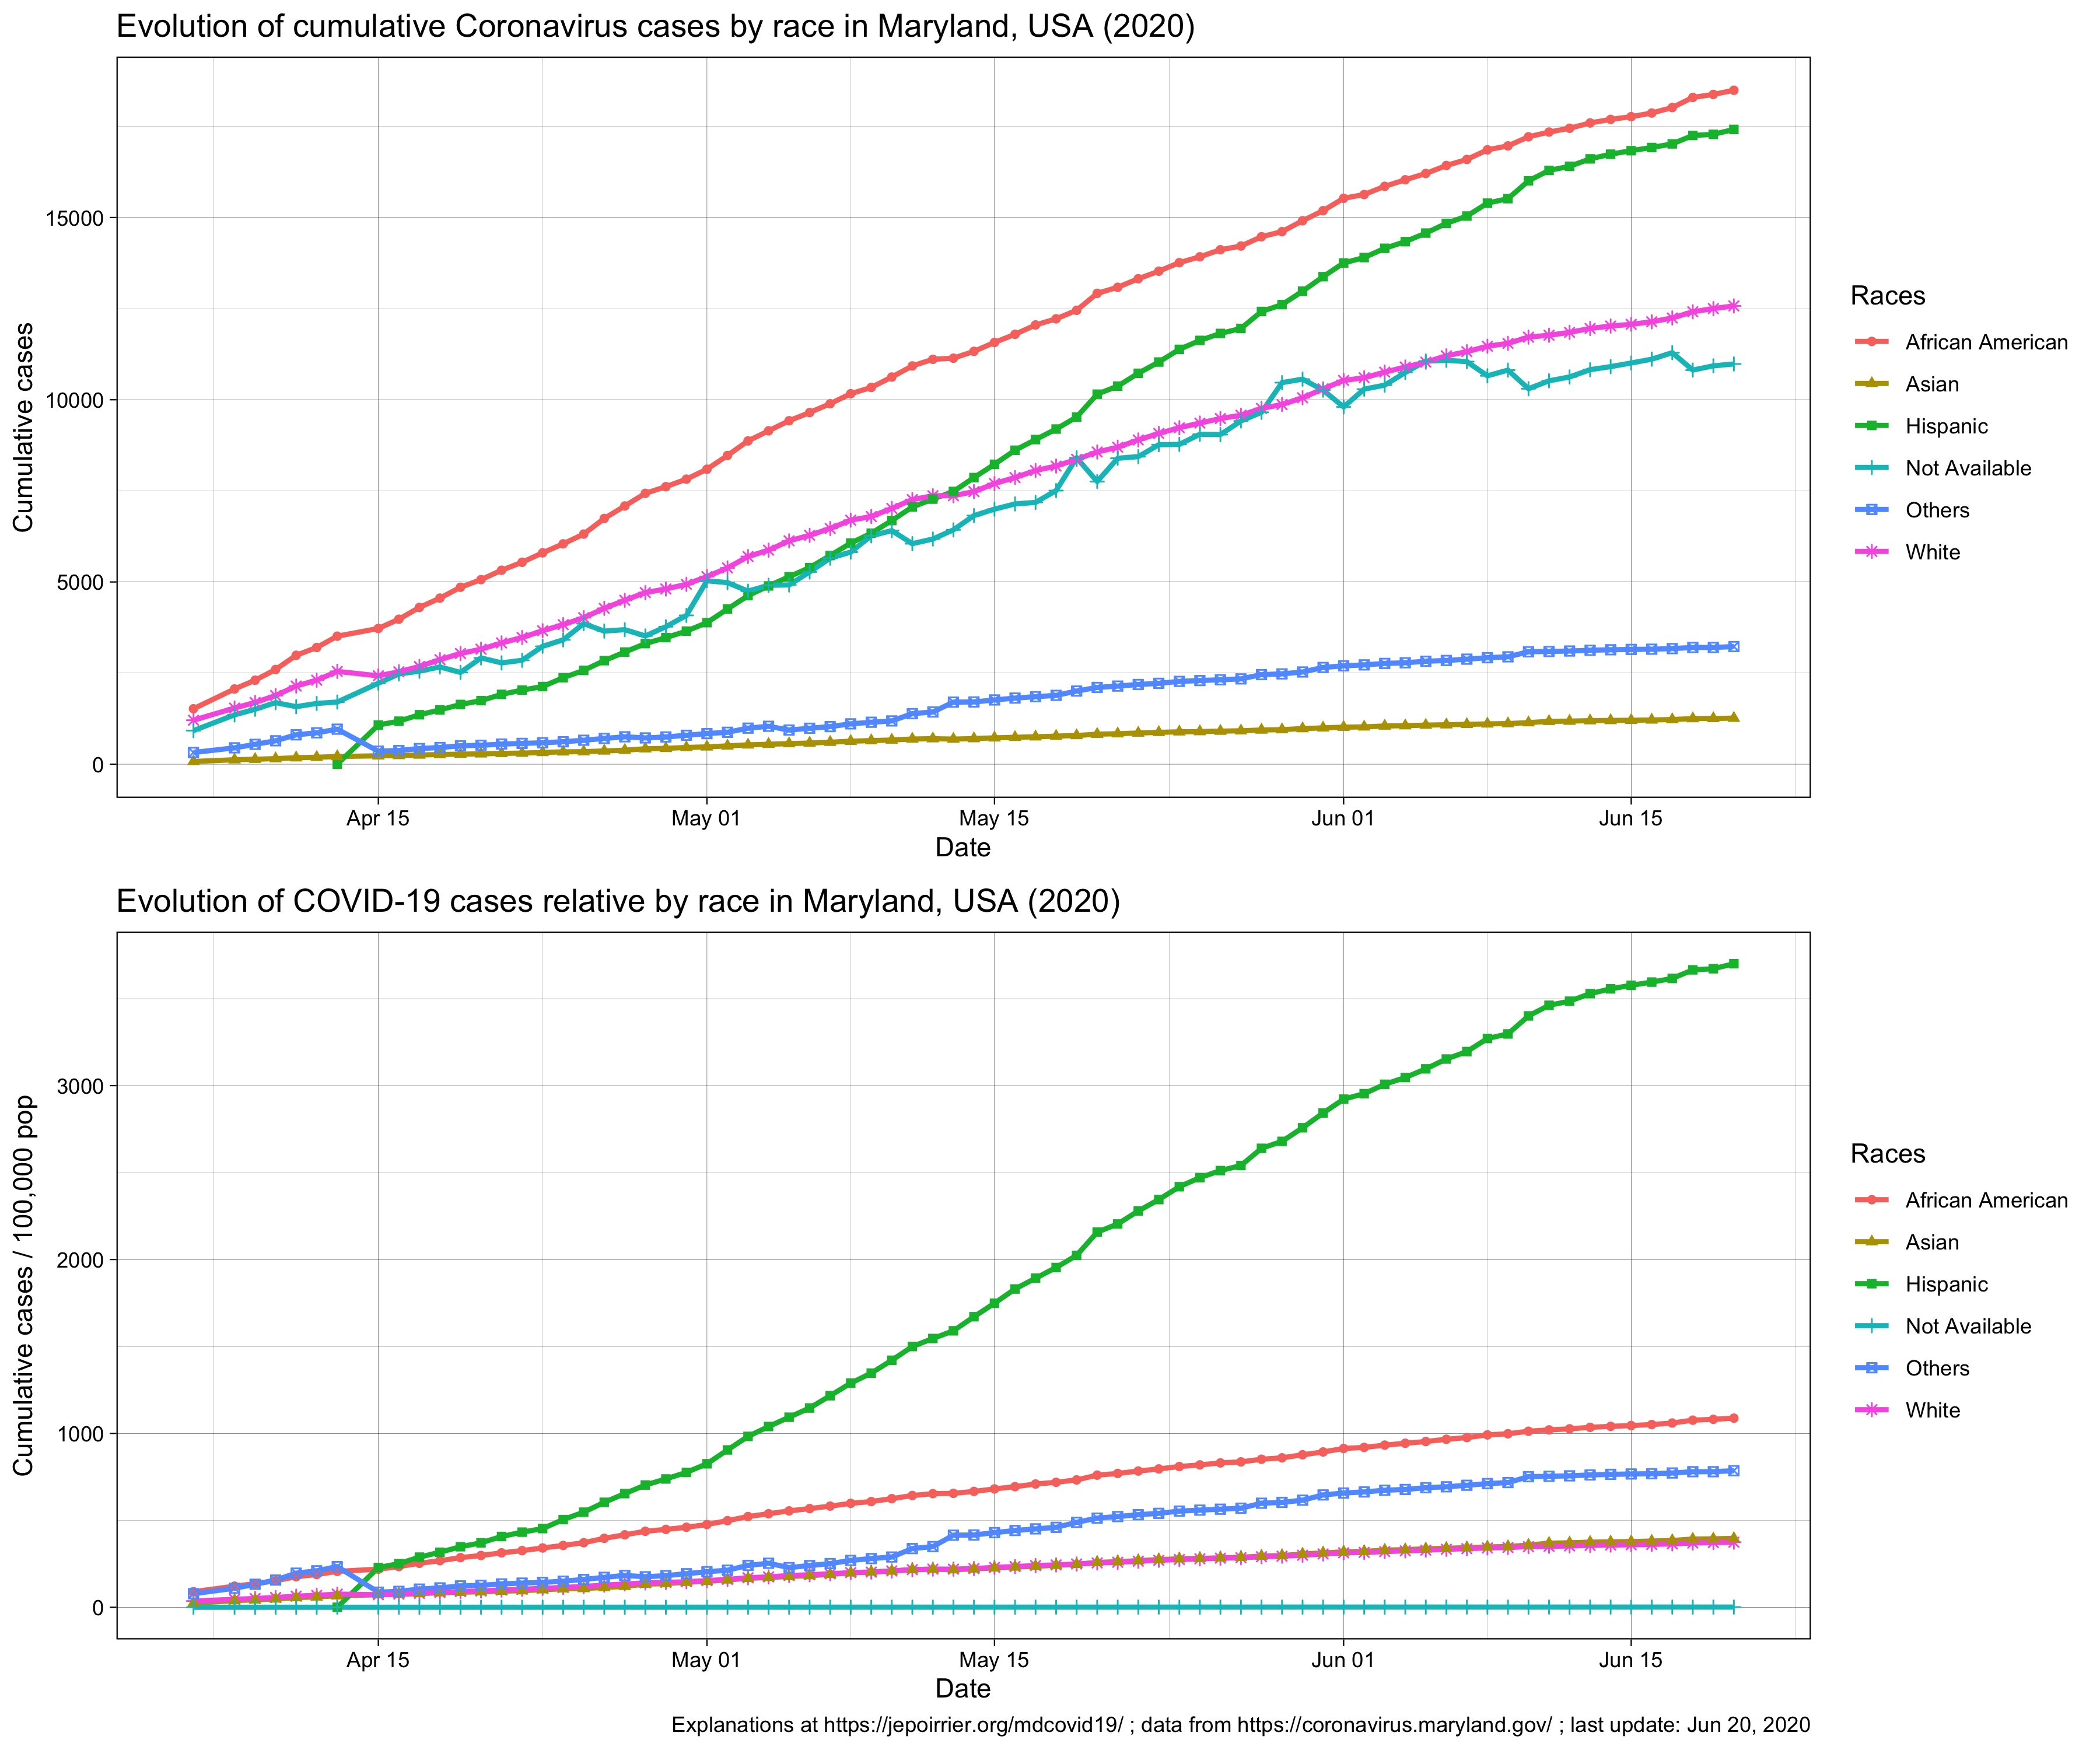 Evolution of cumulative Coronavirus cases by race in Maryland, USA (2020)
Cumulative cases
15000
10000
5000
0
Apr 15 May 01 May 15 Jun 01 Jun 15
Date
Races
African American
Asian
Hispanic
Not Available
Others
White
Evolution of COVID-19 cases relative by race in Maryland, USA (2020)
Cumulative cases / 100,000 pop
3000
2000
1000
0
Apr 15 May 01 May 15 Jun 01 Jun 15
Date
Races
African American
Asian
Hispanic
Not Available
Others
White
Explanations at https://jepoirrier.org/mdcovid19/ ; data from https://coronavirus.maryland.gov/ ; last update: Jun 20, 2020